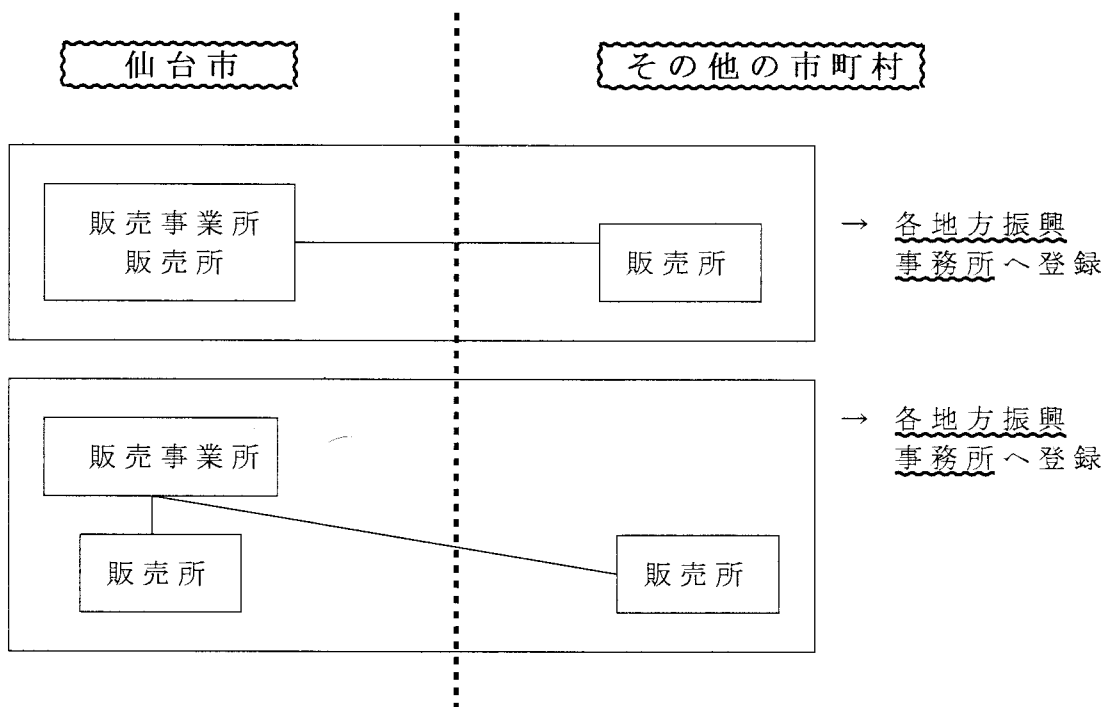 仙台市
その他の市町村
販売事業所
販売所
販売所
→ 各地方振興
事務所へ登録
販売事業所
販売所
販売所
→ 各地方振興
事務所へ登録